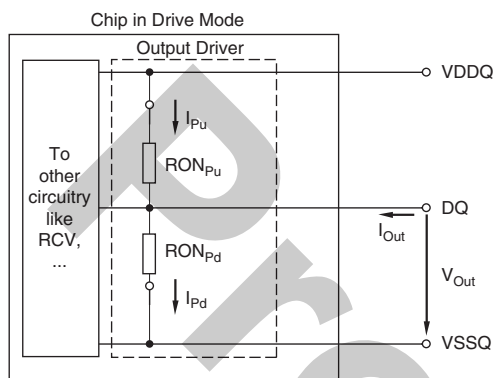 Chip in Drive Mode
Output Driver
VDDQ
I_Pu
To
other
circuitry
like
RCV,
...
RON_Pu
DQ
I_Out
RON_Pd
V_Out
I_Pd
VSSQ
P
r